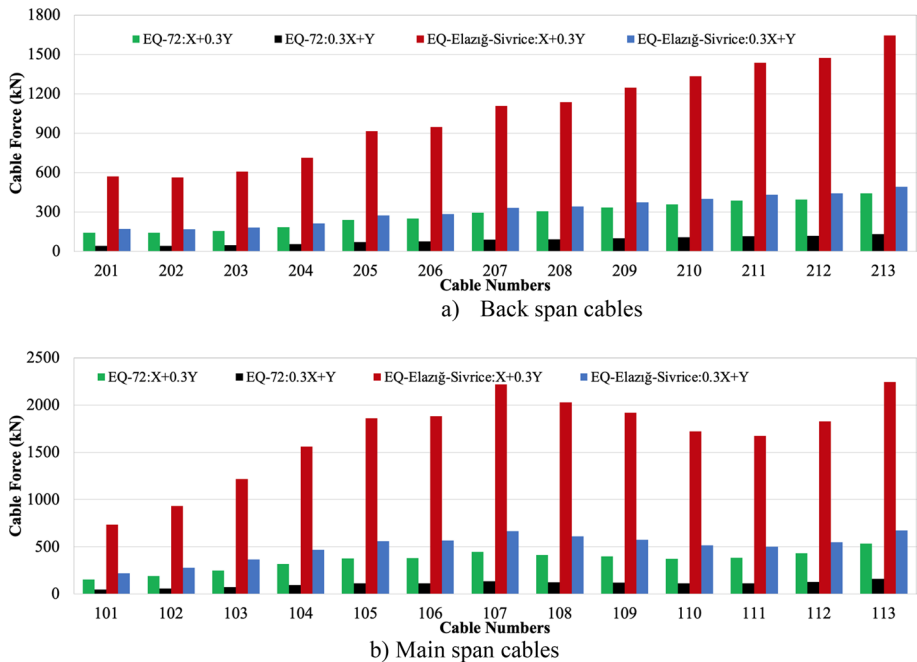 1800
1500
1200
900
600
300
0
Cable Force (kN)
EQ-72:X+0.3Y EQ-72:0.3X+Y EQ-Elazığ-Sivrice:X+0.3Y EQ-Elazığ-Sivrice:0.3X+Y
201 202 203 204 205 206 207 208 209 210 211 212 213
Cable Numbers
a) Back span cables
2500
2000
1500
1000
500
0
Cable Force (kN)
EQ-72:X+0.3Y EQ-72:0.3X+Y EQ-Elazığ-Sivrice:X+0.3Y EQ-Elazığ-Sivrice:0.3X+Y
101 102 103 104 105 106 107 108 109 110 111 112 113
Cable Numbers
b) Main span cables